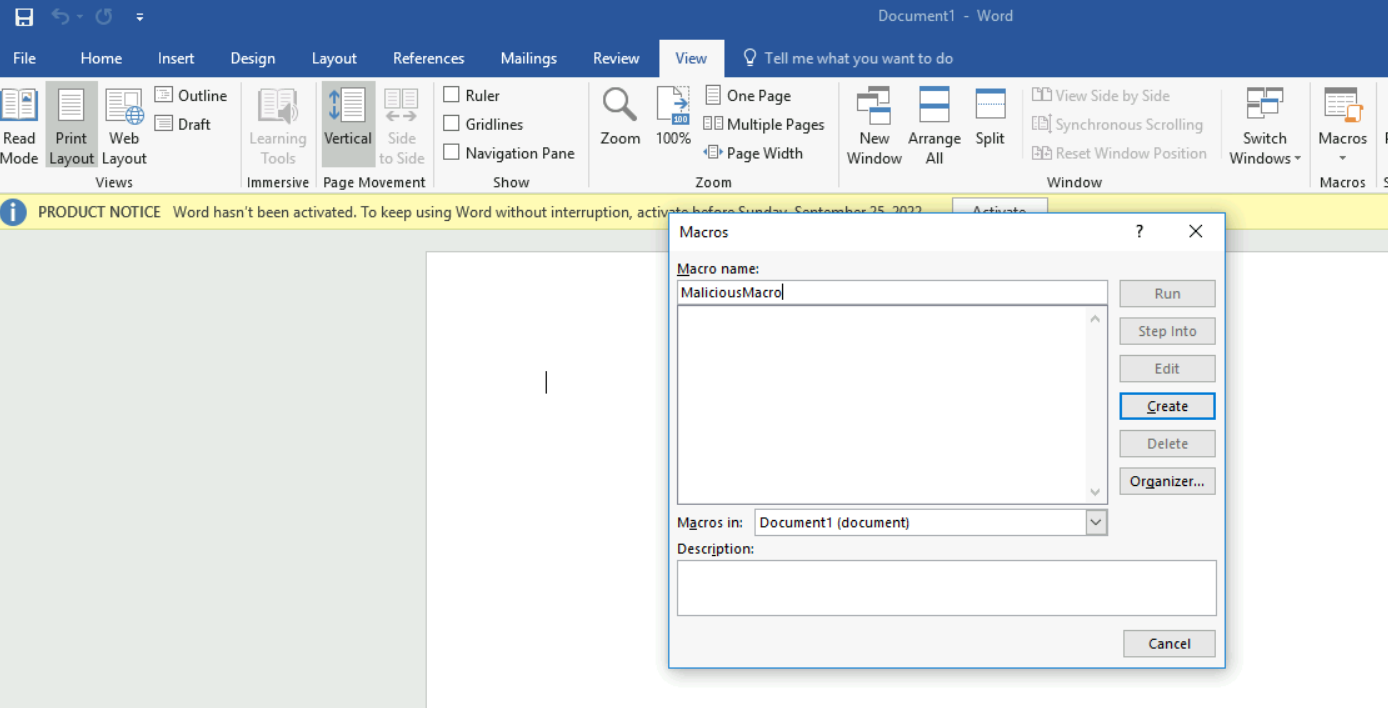 Document1 - Word
File Home Insert Design Layout References Mailings Review View Tell me what you want to do
Read Mode
Print Layout
Web Layout
Outline
Draft
Views
Learning Tools
Immersive
Vertical
Side to Side
Page Movement
Ruler
Gridlines
Navigation Pane
Show
Zoom
100
100%
One Page
Multiple Pages
Page Width
Zoom
New Window
Arrange All
Split
View Side by Side
Synchronous Scrolling
Reset Window Position
Window
Switch Windows
Macros
Macros
PRODUCT NOTICE Word hasn't been activated. To keep using Word without interruption, activate before Sunday, September 25, 2022. Activate
Macros ?
Macro name:
MaliciousMacro
Run
Step Into
Edit
Create
Delete
Organizer...
Macros in: Document1 (document)
Description:
Cancel